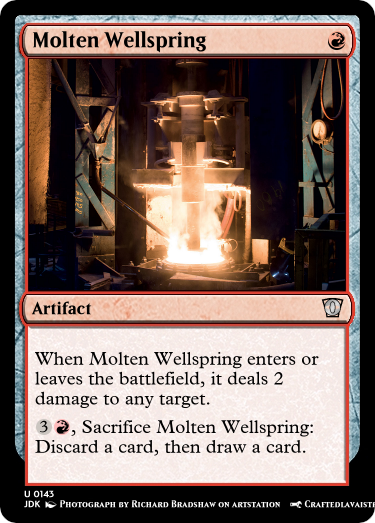 Molten Wellspring
Artifact
When Molten Wellspring enters or
leaves the battlefield, it deals 2
damage to any target.
3, Sacrifice Molten Wellspring:
Discard a card, then draw a card.
U 0143
JDK Photograph by Richard Bradshaw on artstation Craftedlavaist